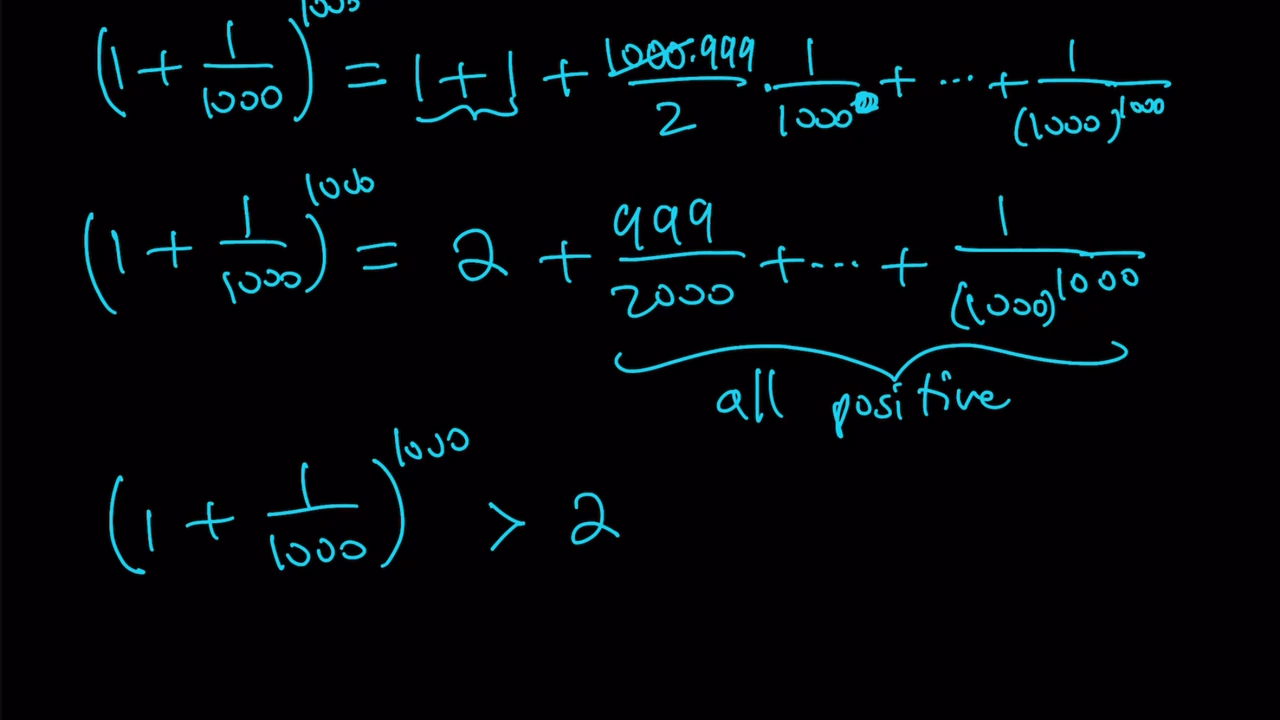 (1 + 1/1000)^1000 = 1 + 1 + 1000·999/2 · 1/1000 + ... + 1/(1000)^1000
(1 + 1/1000)^1000 = 2 + 999/2000 + ... + 1/(1000)^1000
all positive
(1 + 1/1000)^1000 > 2